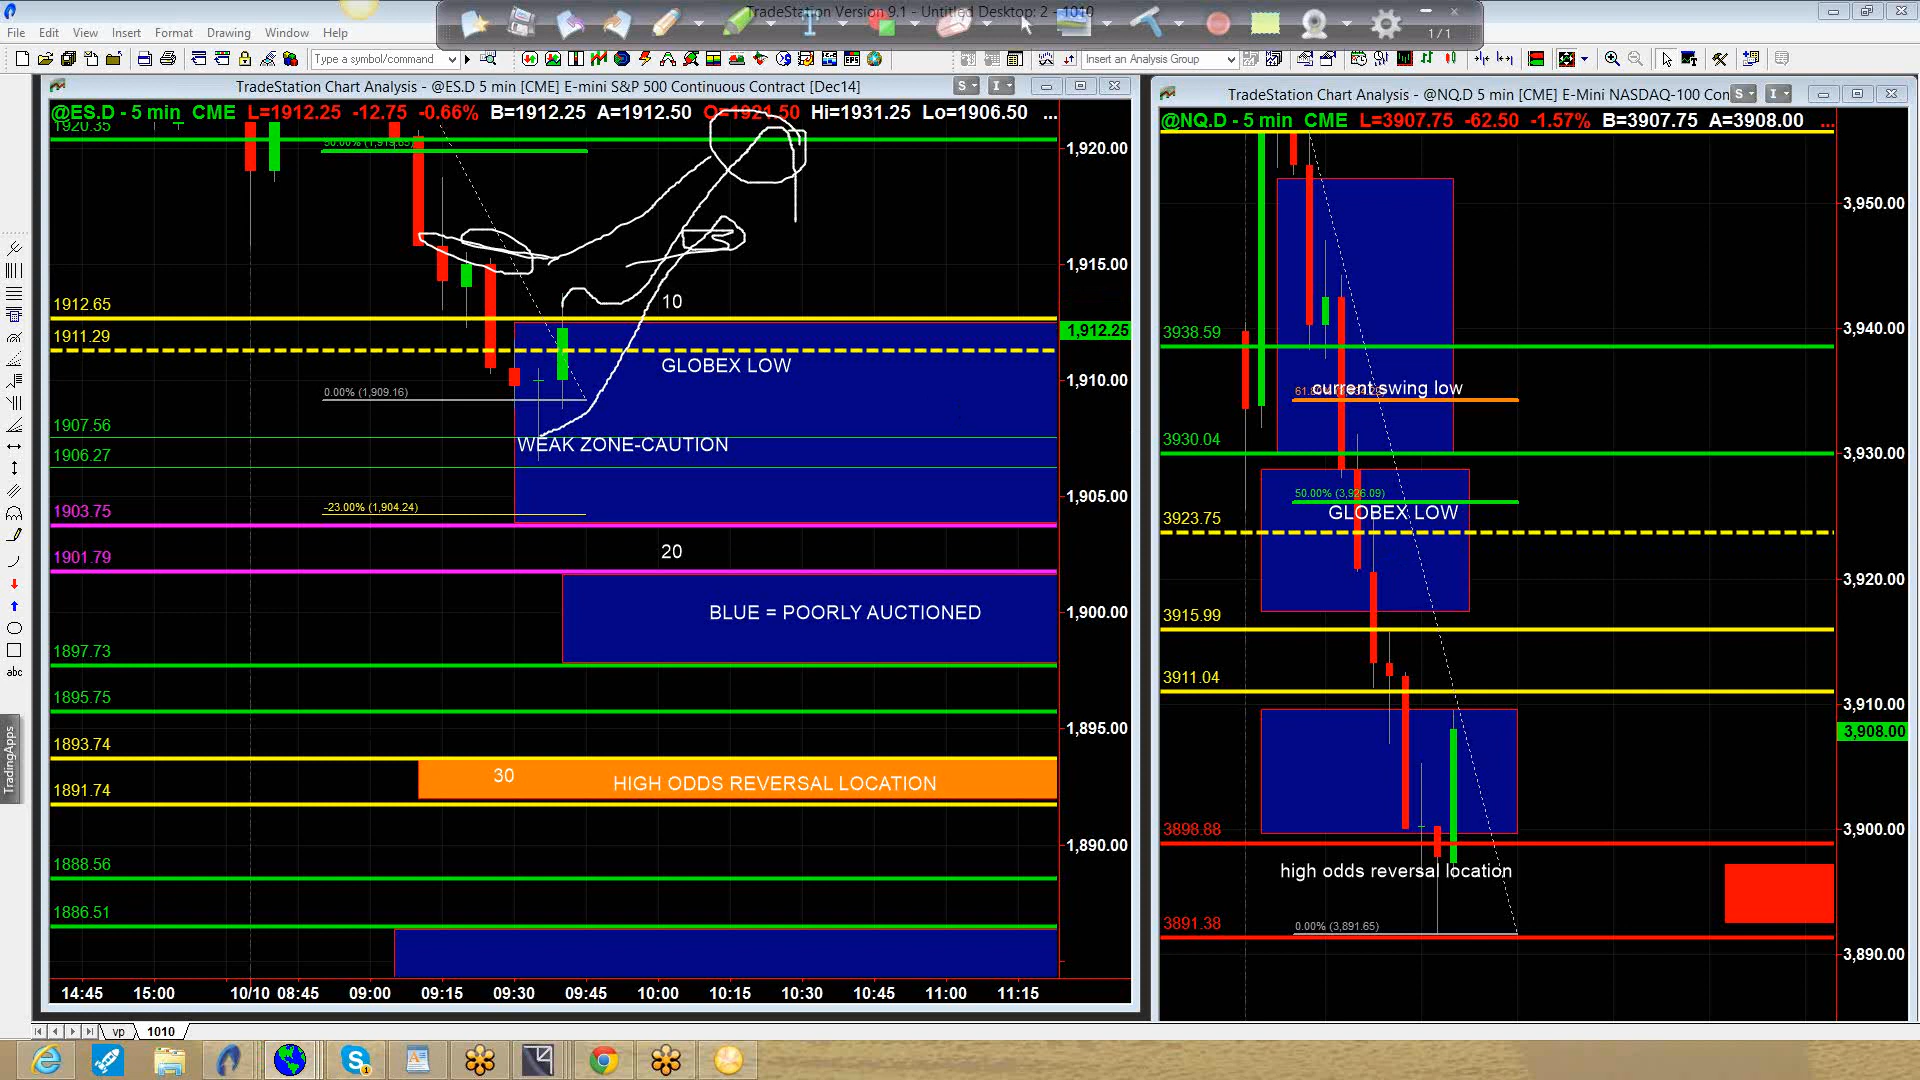 TradeStation Version 9.1 - Untitled Desktop: 2 - 1010
File Edit View Insert Format Drawing Window Help
1/1
Type a symbol/command
Insert an Analysis Group
TradeStation Chart Analysis - @ES.D 5 min [CME] E-mini S&P 500 Continuous Contract [Dec14]
S I
@ES.D - 5 min CME L=1912.25 -12.75 -0.66% B=1912.25 A=1912.50 O=1921.50 Hi=1931.25 Lo=1906.50 ...
1920.35
50.00% (1,919.85)
1,920.00
1,915.00
10
1912.65
1,912.25
1911.29
GLOBEX LOW
1,910.00
0.00% (1,909.16)
1907.56
WEAK ZONE-CAUTION
1906.27
1,905.00
1903.75
-23.00% (1,904.24)
20
1901.79
BLUE = POORLY AUCTIONED
1,900.00
1897.73
1895.75
1,895.00
1893.74
30
HIGH ODDS REVERSAL LOCATION
1891.74
1,890.00
1888.56
1886.51
14:45 15:00 10/10 08:45 09:00 09:15 09:30 09:45 10:00 10:15 10:30 10:45 11:00 11:15
TradeStation Chart Analysis - @NQ.D 5 min [CME] E-Mini NASDAQ-100 Con
S I
@NQ.D - 5 min CME L=3907.75 -62.50 -1.57% B=3907.75 A=3908.00 ...
3,950.00
3,940.00
3938.59
current swing low
3930.04
3,930.00
50.00% (3,926.09)
GLOBEX LOW
3923.75
3,920.00
3915.99
3911.04
3,910.00
3,908.00
3898.88
3,900.00
high odds reversal location
3891.38
0.00% (3,891.65)
3,890.00
abc
TradingApps
vp 1010